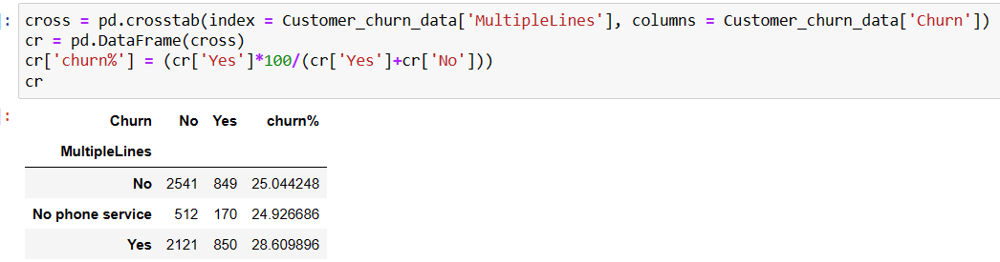 ]: cross = pd.crosstab(index = Customer_churn_data['MultipleLines'], columns = Customer_churn_data['Churn'])
cr = pd.DataFrame(cross)
cr['churn%'] = (cr['Yes']*100/(cr['Yes']+cr['No']))
cr
]: Churn No Yes churn%
MultipleLines
No 2541 849 25.044248
No phone service 512 170 24.926686
Yes 2121 850 28.609896